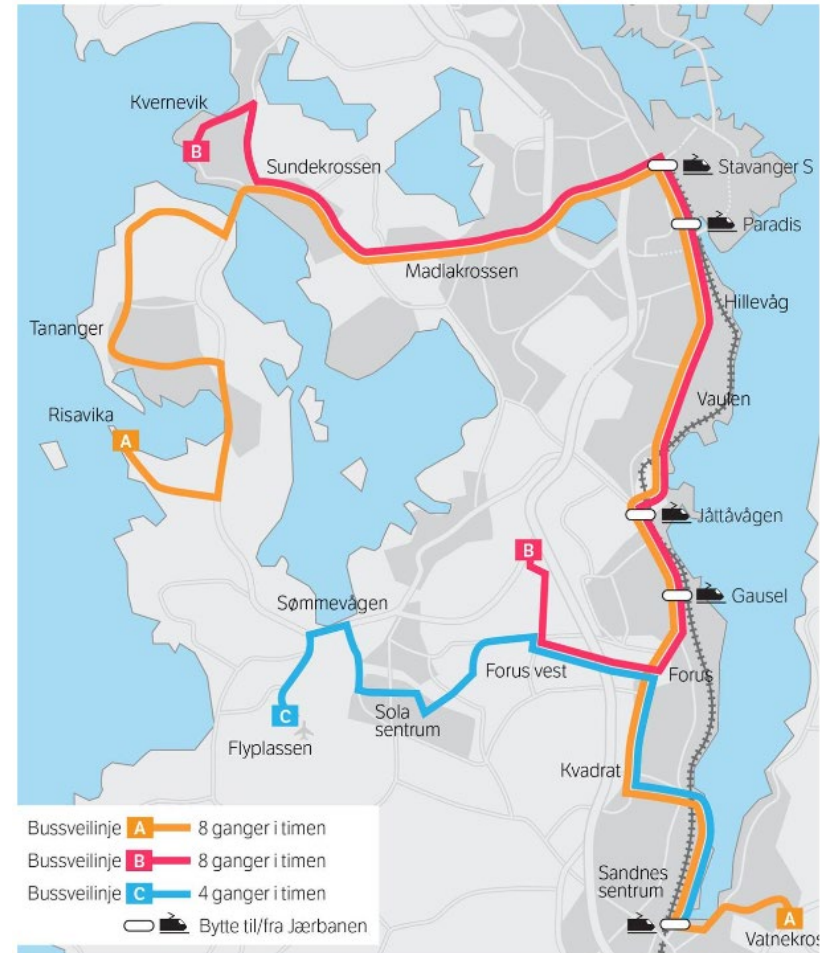 Kvernevik
B
Sundekrossen
Stavanger S
Paradis
Madlakrossen
Hillevåg
Tananger
Vaulen
Risavika
A
Jåttåvågen
B
Gausel
Sømmevågen
Forus vest
Forus
C
Sola
sentrum
Flyplassen
Kvadrat
Bussveilinje A 8 ganger i timen
Bussveilinje B 8 ganger i timen
Bussveilinje C 4 ganger i timen
Bytte til/fra Jærbanen
Sandnes
sentrum
A
Vatnekros